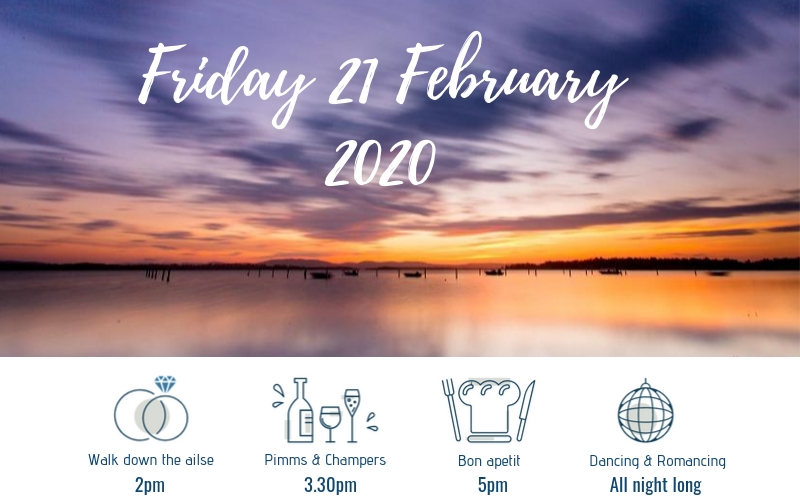 Friday 21 February
2020
Walk down the ailse
2pm
Pimms & Champers
3.30pm
Bon apetit
5pm
Dancing & Romancing
All night long